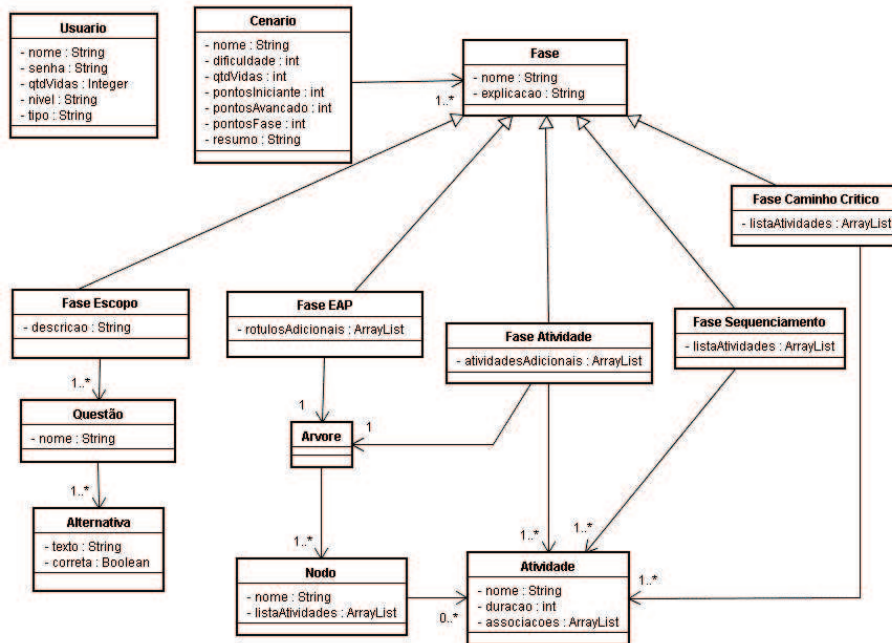 Usuario
- nome : String
- senha : String
- qtdVidas : Integer
- nivel : String
- tipo : String
Cenario
- nome : String
- dificuldade : int
- qtdVidas : int
- pontosIniciante : int
- pontosAvancado : int
- pontosFase : int
- resumo : String
1..*
Fase
- nome : String
- explicacao : String
Fase Caminho Critico
- listaAtividades : ArrayList
Fase Escopo
- descricao : String
Fase EAP
- rotulosAdicionais : ArrayList
Fase Atividade
- atividadesAdicionais : ArrayList
Fase Sequenciamento
- listaAtividades : ArrayList
1..*
Questão
- nome : String
1
1
Arvore
1..*
Alternativa
- texto : String
- correta : Boolean
1..*
1..*
1..*
1..*
Nodo
- nome : String
- listaAtividades : ArrayList
0..*
Atividade
- nome : String
- duracao : int
- associacoes : ArrayList